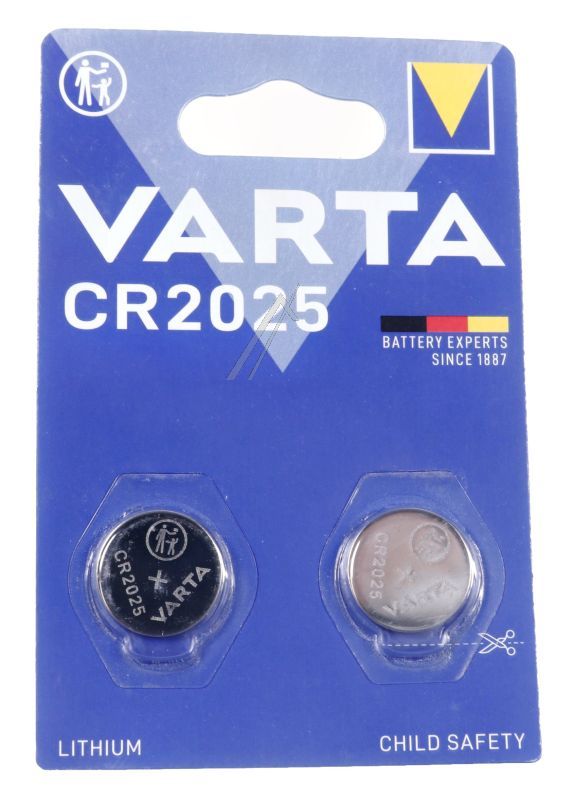 VARTA
CR2025
BATTERY EXPERTS
SINCE 1887
CR2025
+
VARTA
CR2025
+
VARTA
LITHIUM
CHILD SAFETY